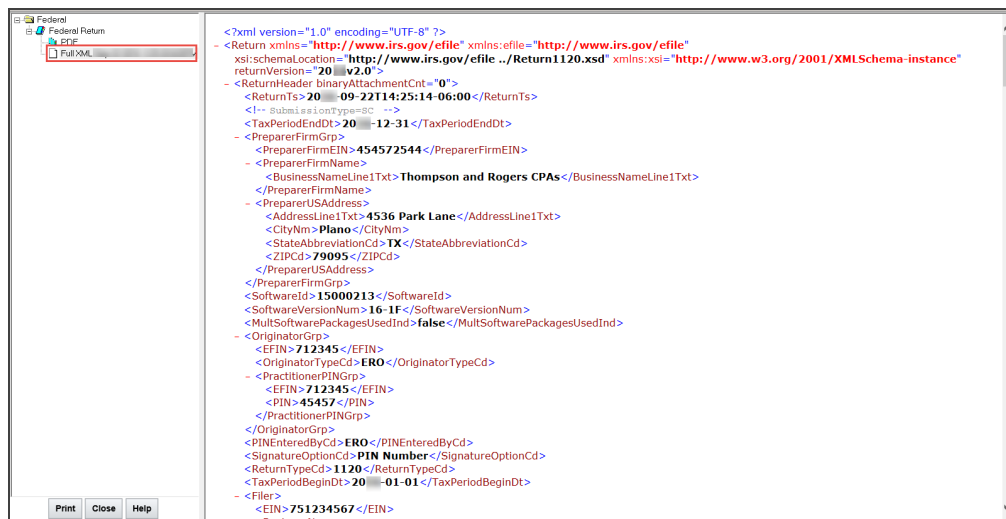 Federal
Federal Return
PDF
Full XML
<?xml version="1.0" encoding="UTF-8" ?>
- <Return xmlns="http://www.irs.gov/efile" xmlns:efile="http://www.irs.gov/efile"
xsi:schemaLocation="http://www.irs.gov/efile ../Return1120.xsd" xmlns:xsi="http://www.w3.org/2001/XMLSchema-instance"
returnVersion="20 v2.0">
- <ReturnHeader binaryAttachmentCnt="0">
<ReturnTs>20 -09-22T14:25:14-06:00</ReturnTs>
<!-- SubmissionType=SC -->
<TaxPeriodEndDt>20 -12-31</TaxPeriodEndDt>
- <PreparerFirmGrp>
<PreparerFirmEIN>454572544</PreparerFirmEIN>
- <PreparerFirmName>
<BusinessNameLine1Txt>Thompson and Rogers CPAs</BusinessNameLine1Txt>
</PreparerFirmName>
- <PreparerUSAddress>
<AddressLine1Txt>4536 Park Lane</AddressLine1Txt>
<CityNm>Plano</CityNm>
<StateAbbreviationCd>TX</StateAbbreviationCd>
<ZIPCd>79095</ZIPCd>
</PreparerUSAddress>
</PreparerFirmGrp>
<SoftwareId>15000213</SoftwareId>
<SoftwareVersionNum>16-1F</SoftwareVersionNum>
<MultSoftwarePackagesUsedInd>false</MultSoftwarePackagesUsedInd>
- <OriginatorGrp>
<EFIN>712345</EFIN>
<OriginatorTypeCd>ERO</OriginatorTypeCd>
- <PractitionerPINGrp>
<EFIN>712345</EFIN>
<PIN>45457</PIN>
</PractitionerPINGrp>
</OriginatorGrp>
<PINEnteredByCd>ERO</PINEnteredByCd>
<SignatureOptionCd>PIN Number</SignatureOptionCd>
<ReturnTypeCd>1120</ReturnTypeCd>
<TaxPeriodBeginDt>20 -01-01</TaxPeriodBeginDt>
- <Filer>
<EIN>751234567</EIN>
Print Close Help